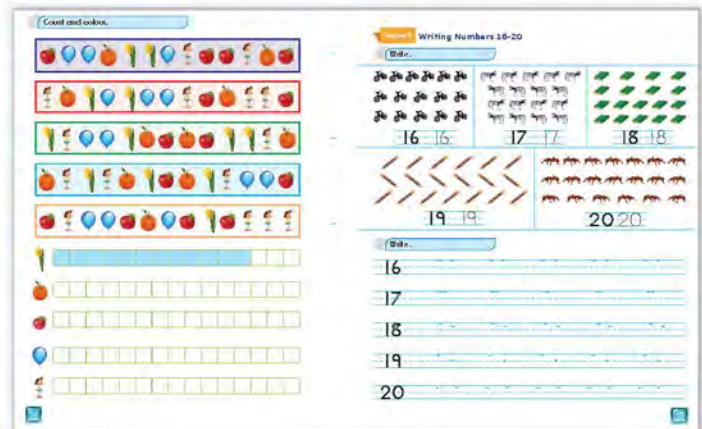 Count and colour.
Writing Numbers 16-20
Write.
16 16
17 17
18 18
19 19
20 20
Write.
16
17
18
19
20